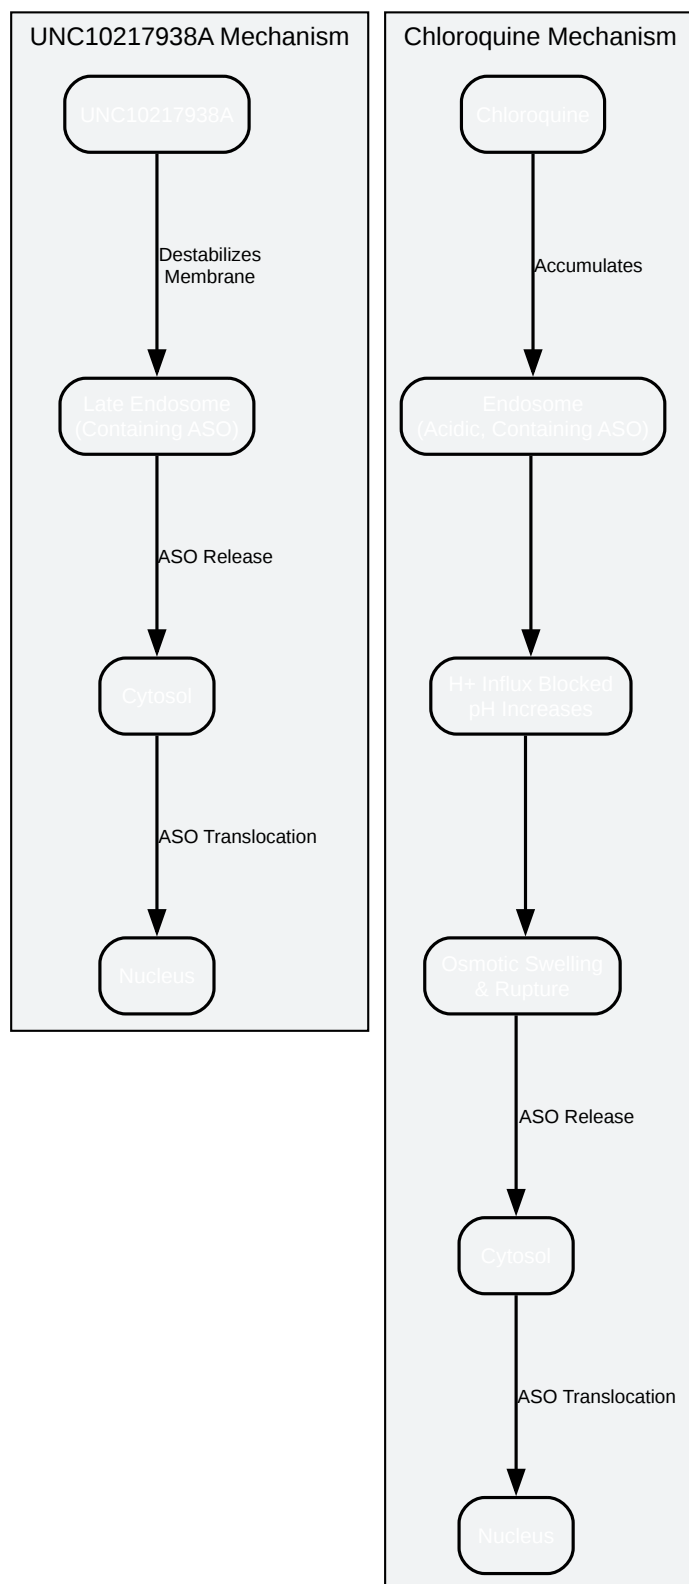 UNC10217938A Mechanism
UNC10217938A
Destabilizes
Membrane
Late Endosome
(Containing ASO)
ASO Release
Cytosol
ASO Translocation
Nucleus
Chloroquine Mechanism
Chloroquine
Accumulates
Endosome
(Acidic, Containing ASO)
H+ Influx Blocked
pH Increases
Osmotic Swelling
& Rupture
ASO Release
Cytosol
ASO Translocation
Nucleus